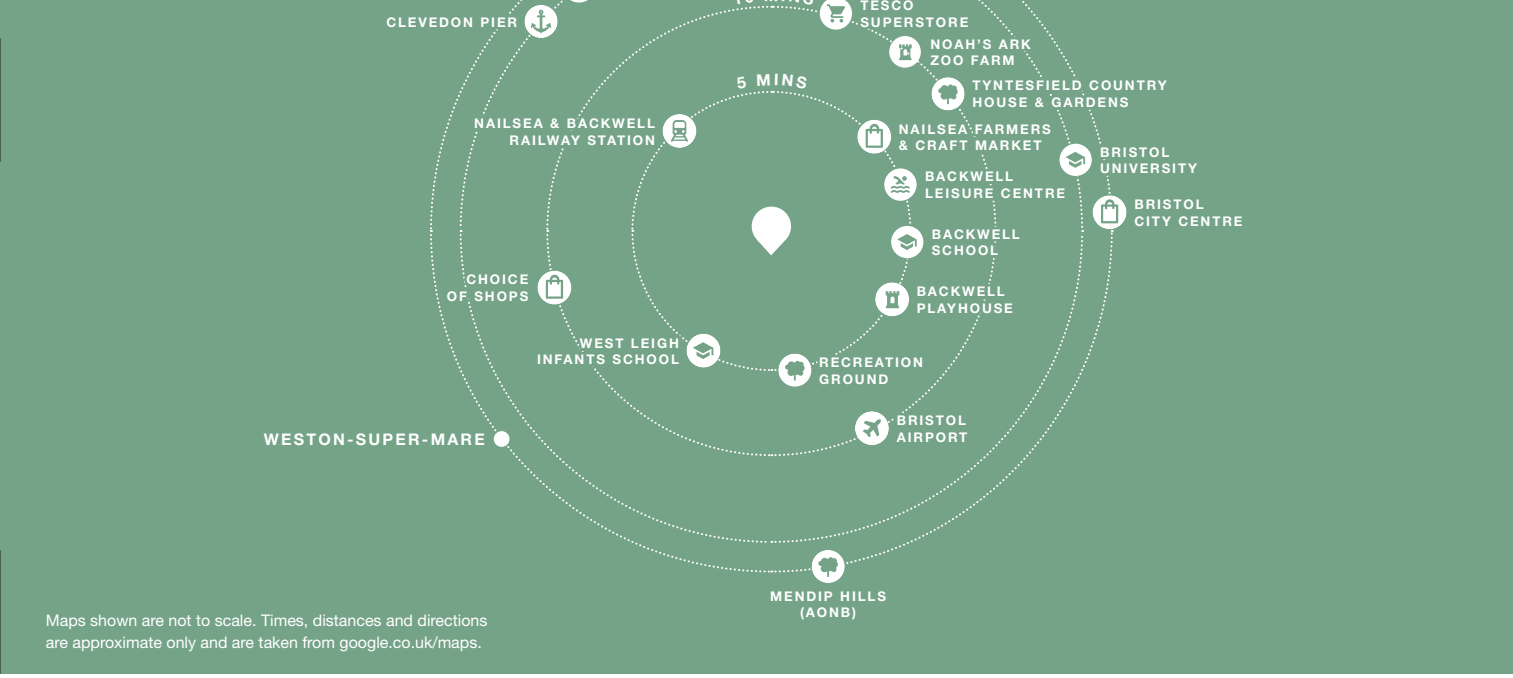 TESCO
SUPERSTORE
CLEVEDON PIER
NOAH'S ARK
ZOO FARM
5 MINS
TYNTESFIELD COUNTRY
HOUSE & GARDENS
NAILSEA & BACKWELL
RAILWAY STATION
NAILSEA FARMERS
& CRAFT MARKET
BRISTOL
UNIVERSITY
BACKWELL
LEISURE CENTRE
BRISTOL
CITY CENTRE
BACKWELL
SCHOOL
CHOICE
OF SHOPS
BACKWELL
PLAYHOUSE
WEST LEIGH
INFANTS SCHOOL
RECREATION
GROUND
BRISTOL
AIRPORT
WESTON-SUPER-MARE
MENDIP HILLS
(AONB)
Maps shown are not to scale. Times, distances and directions
are approximate only and are taken from google.co.uk/maps.